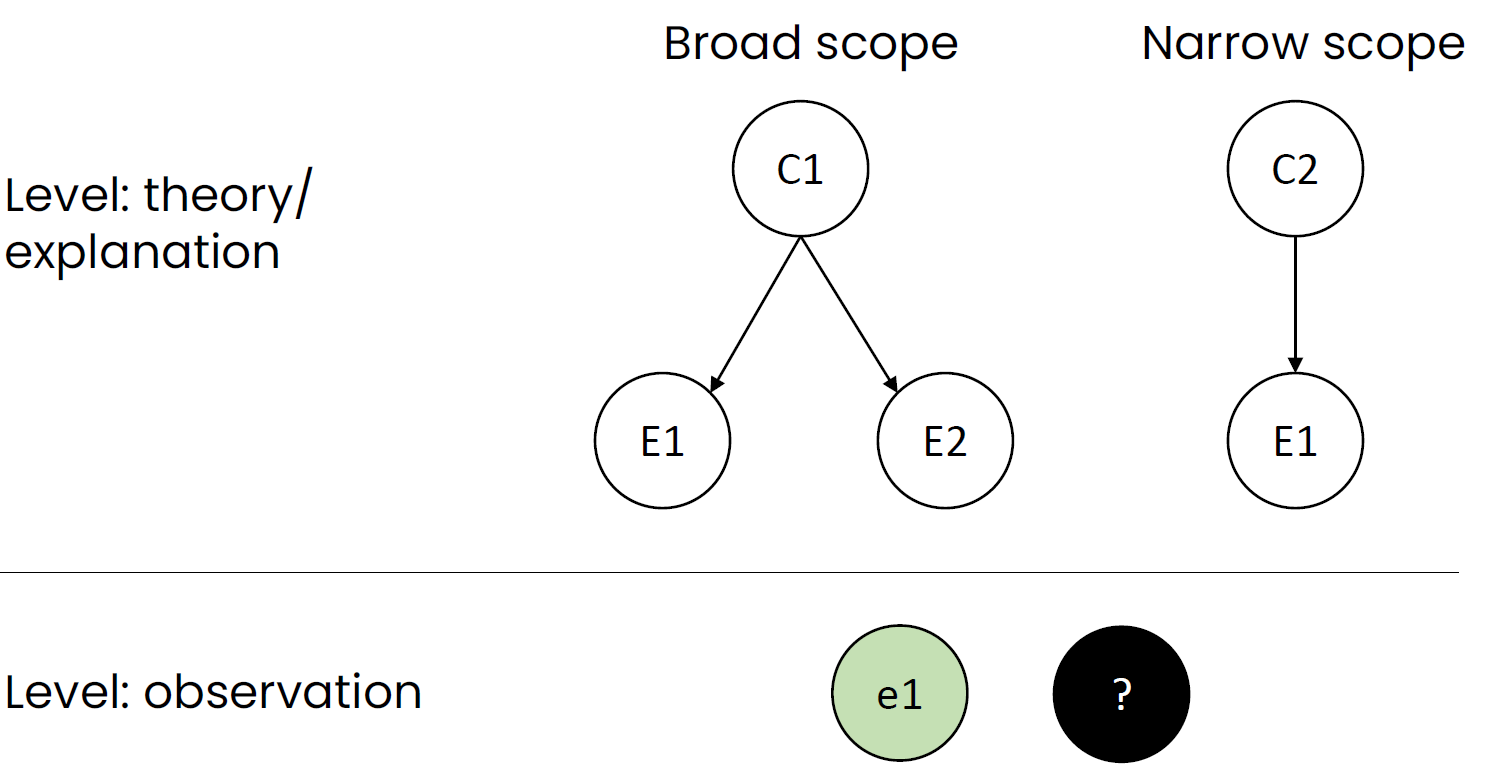 Broad scope
Narrow scope
C1
C2
Level: theory/
explanation
E1
E2
E1
Level: observation
e1
?